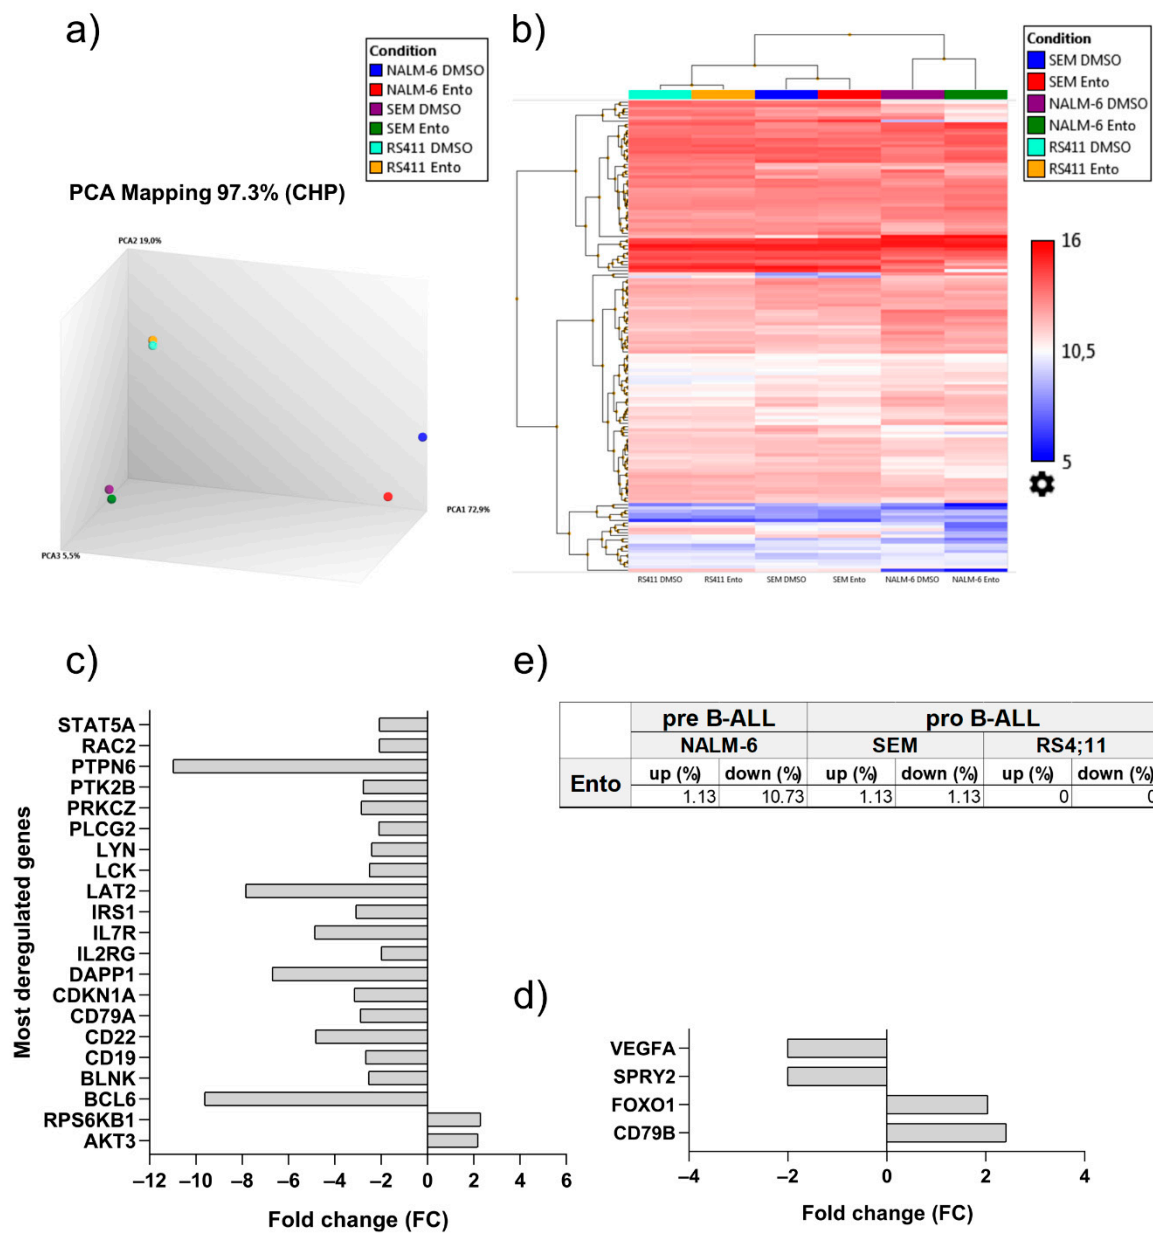 a)
Condition
NALM-6 DMSO
NALM-6 Ento
SEM DMSO
SEM Ento
RS411 DMSO
RS411 Ento
PCA Mapping 97.3% (CHP)
PCA2 19,0%
PCA1 72,9%
PCA3 5.5%
b)
Condition
SEM DMSO
SEM Ento
NALM-6 DMSO
NALM-6 Ento
RS411 DMSO
RS411 Ento
16
10,5
5
RS411 DMSO RS411 Ento SEM DMSO SEM Ento NALM-6 DMSO NALM-6 Ento
c)
Most deregulated genes
STAT5A
RAC2
PTPN6
PTK2B
PRKCZ
PLCG2
LYN
LCK
LAT2
IRS1
IL7R
IL2RG
DAPP1
CDKN1A
CD79A
CD22
CD19
BLNK
BCL6
RPS6KB1
AKT3
−12 −10 −8 −6 −4 −2 0 2 4 6
Fold change (FC)
e)
pre B-ALL pro B-ALL
NALM-6 SEM RS4;11
Ento up (%) down (%) up (%) down (%) up (%) down (%)
1.13 10.73 1.13 1.13 0 0
d)
VEGFA
SPRY2
FOXO1
CD79B
−4 −2 0 2 4
Fold change (FC)